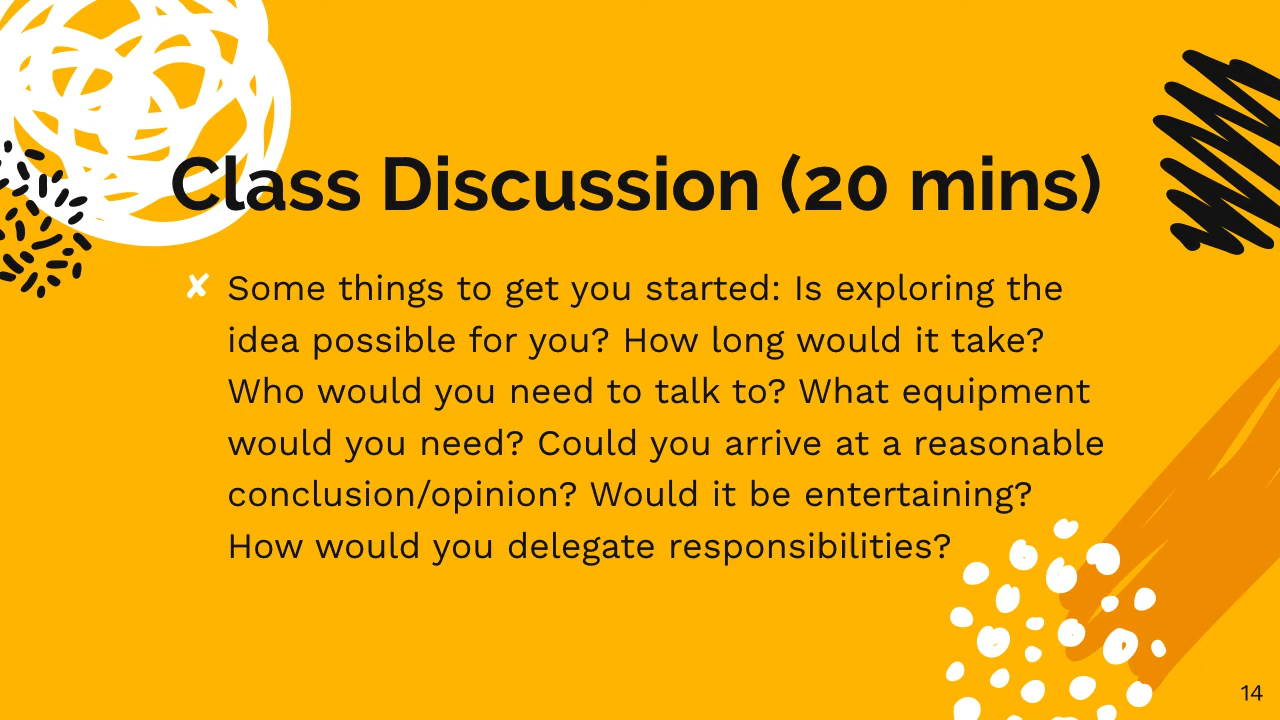 Class Discussion (20 mins)
✘ Some things to get you started: Is exploring the
idea possible for you? How long would it take?
Who would you need to talk to? What equipment
would you need? Could you arrive at a reasonable
conclusion/opinion? Would it be entertaining?
How would you delegate responsibilities?
14